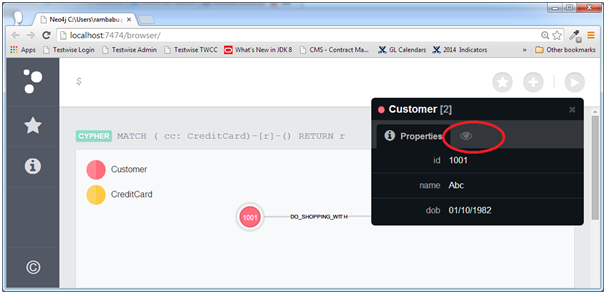 Neo4j C:\Users\rambabu.
localhost:7474/browser/
Apps Testwise Admin Testwise TWCC What's New in JDK 8 CMS - Contract Ma... GL Calendars 2014 Indicators » Other bookmarks
$
Customer [2]
Properties
CYPHER MATCH ( cc: CreditCard)-[r]-() RETURN r
id 1001
Customer
name Abc
CreditCard
dob 01/10/1982
1001 DO_SHOPPING_WITH